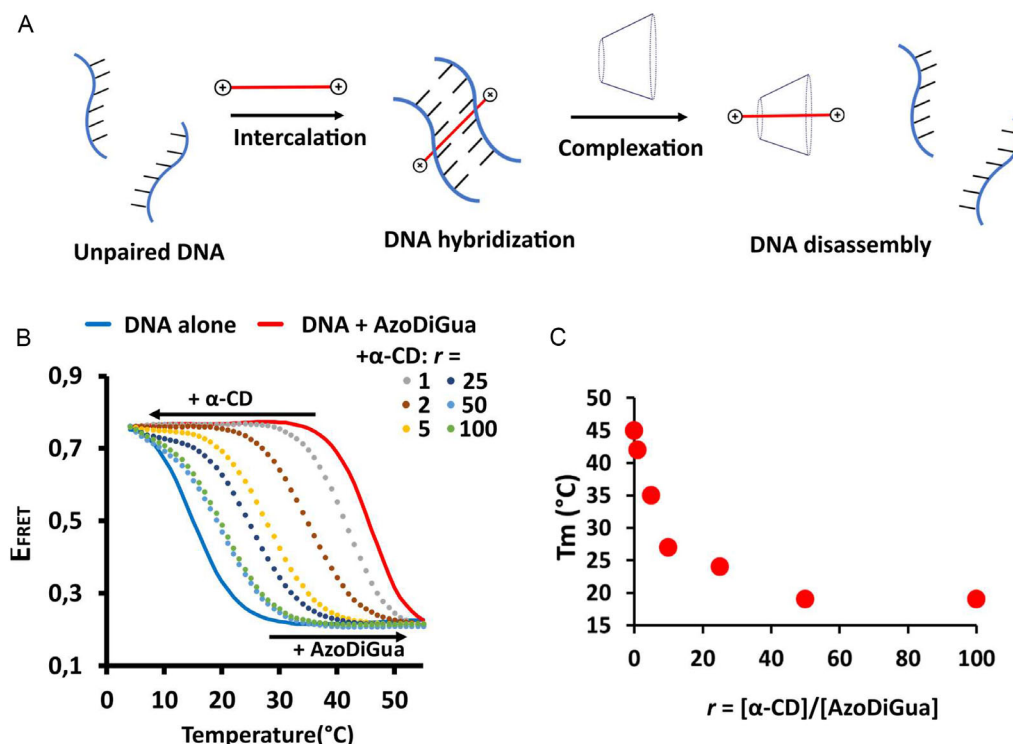 A
Intercalation
Complexation
Unpaired DNA
DNA hybridization
DNA disassembly
B
DNA alone
DNA + AzoDiGua
+α-CD: r =
1
25
2
50
5
100
+ α-CD
+ AzoDiGua
EFRET
0,9
0,7
0,5
0,3
0,1
0
10
20
30
40
50
Temperature(°C)
C
Tm (°C)
50
45
40
35
30
25
20
15
0
20
40
60
80
100
r = [α-CD]/[AzoDiGua]